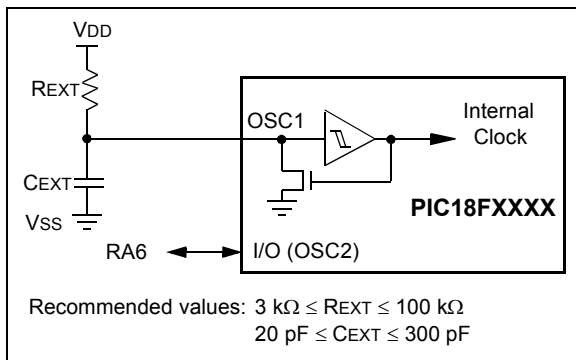 VDD
REXT
OSC1
Internal
Clock
CEXT
PIC18FXXXX
VSS
RA6
I/O (OSC2)
Recommended values: 3 kΩ ≤ REXT ≤ 100 kΩ
20 pF ≤ CEXT ≤ 300 pF